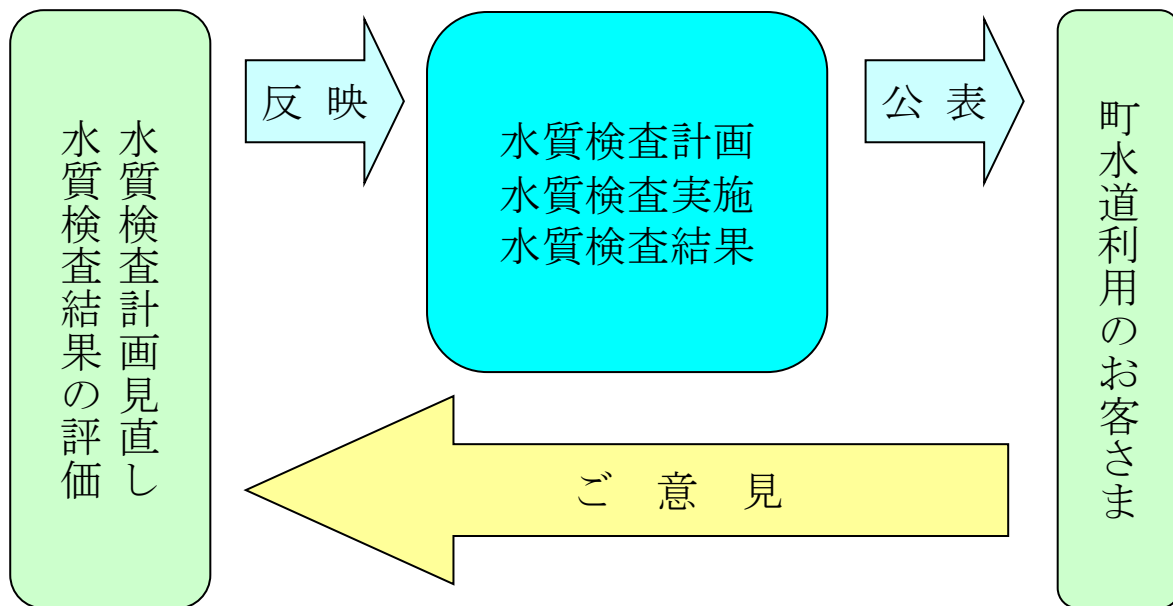 水質検査計画見直し
水質検査結果の評価
反映
水質検査計画
水質検査実施
水質検査結果
公表
町水道利用のお客さま
ご意見